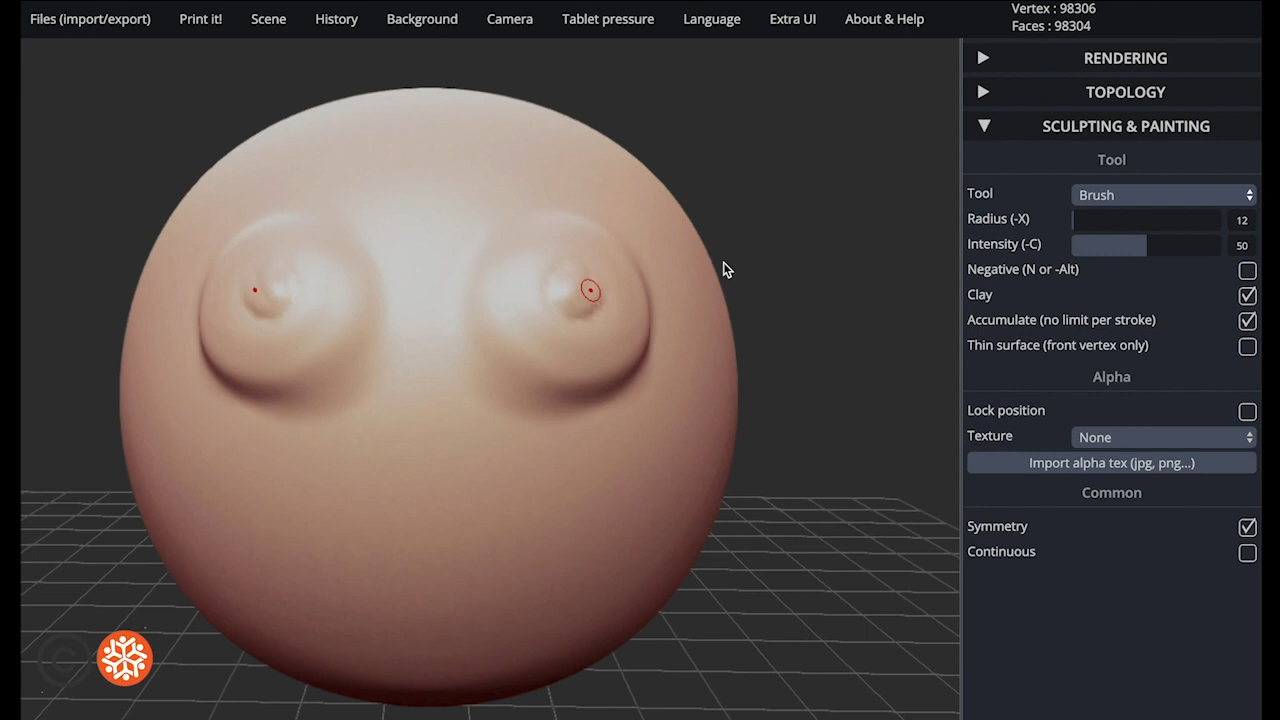 Files (import/export) Print it! Scene History Background Camera Tablet pressure Language Extra UI About & Help
Vertex : 98306
Faces : 98304
RENDERING
TOPOLOGY
SCULPTING & PAINTING
Tool
Tool Brush
Radius (-X) 12
Intensity (-C) 50
Negative (N or -Alt)
Clay
Accumulate (no limit per stroke)
Thin surface (front vertex only)
Alpha
Lock position
Texture None
Import alpha tex (jpg, png...)
Common
Symmetry
Continuous